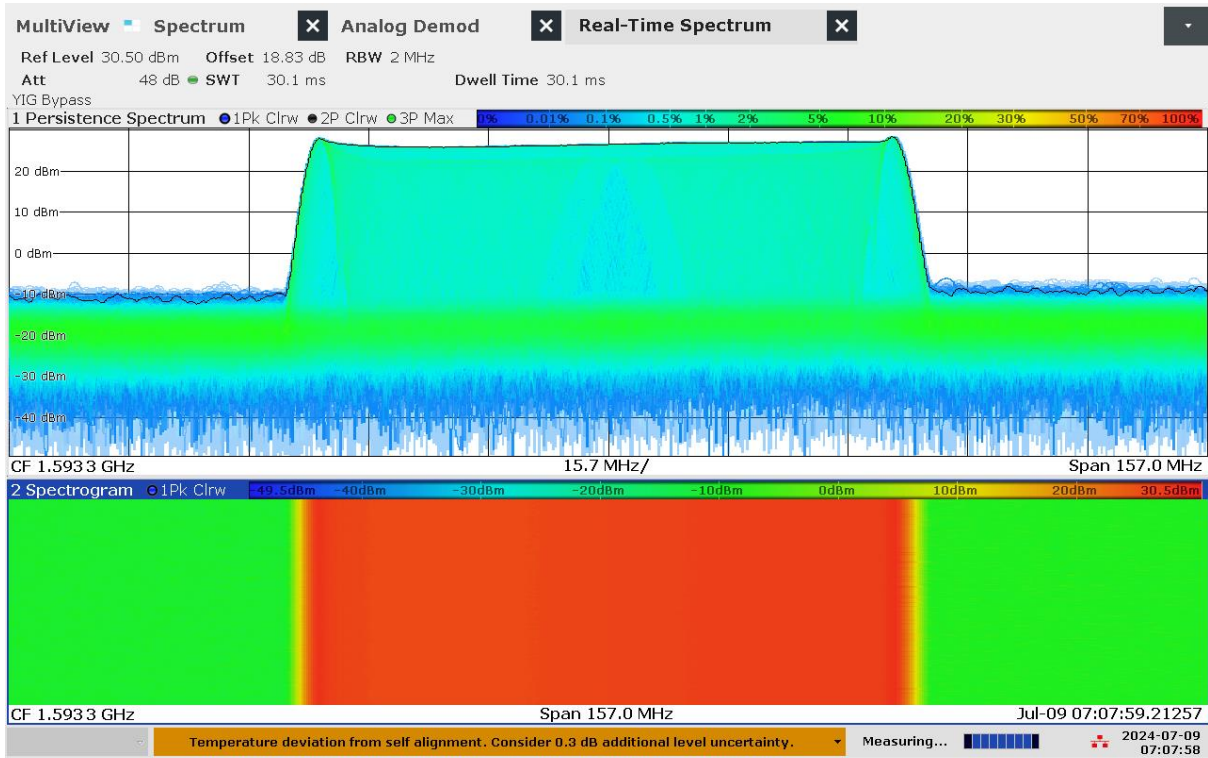 MultiView Spectrum X Analog Demod X Real-Time Spectrum X
Ref Level 30.50 dBm Offset 18.83 dB RBW 2 MHz
Att 48 dB SWT 30.1 ms Dwell Time 30.1 ms
YIG Bypass
1 Persistence Spectrum 1Pk Clrw 2P Clrw 3P Max 0% 0.01% 0.1% 0.5% 1% 2% 5% 10% 20% 30% 50% 70% 100%
20 dBm
10 dBm
0 dBm
-10 dBm
-20 dBm
-30 dBm
-40 dBm
CF 1.5933 GHz 15.7 MHz/ Span 157.0 MHz
2 Spectrogram 1Pk Clrw -49.5dBm -40dBm -30dBm -20dBm -10dBm 0dBm 10dBm 20dBm 30.5dBm
CF 1.5933 GHz Span 157.0 MHz Jul-09 07:07:59.21257
Temperature deviation from self alignment. Consider 0.3 dB additional level uncertainty. Measuring... 2024-07-09
07:07:58